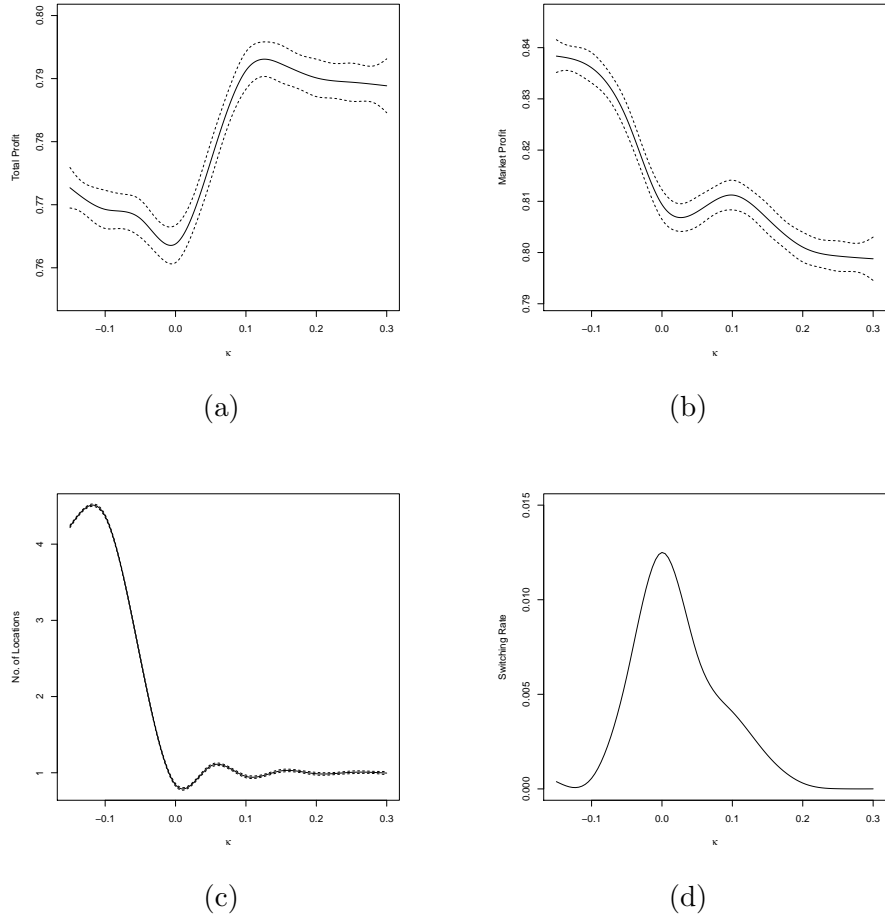 0.80
0.79
0.78
0.77
0.76
Total Profit
−0.1 0.0 0.1 0.2 0.3
κ
(a)
0.84
0.83
0.82
0.81
0.80
0.79
Market Profit
−0.1 0.0 0.1 0.2 0.3
κ
(b)
4
3
2
1
No. of Locations
−0.1 0.0 0.1 0.2 0.3
κ
(c)
0.015
0.010
0.005
0.000
Switching Rate
−0.1 0.0 0.1 0.2 0.3
κ
(d)